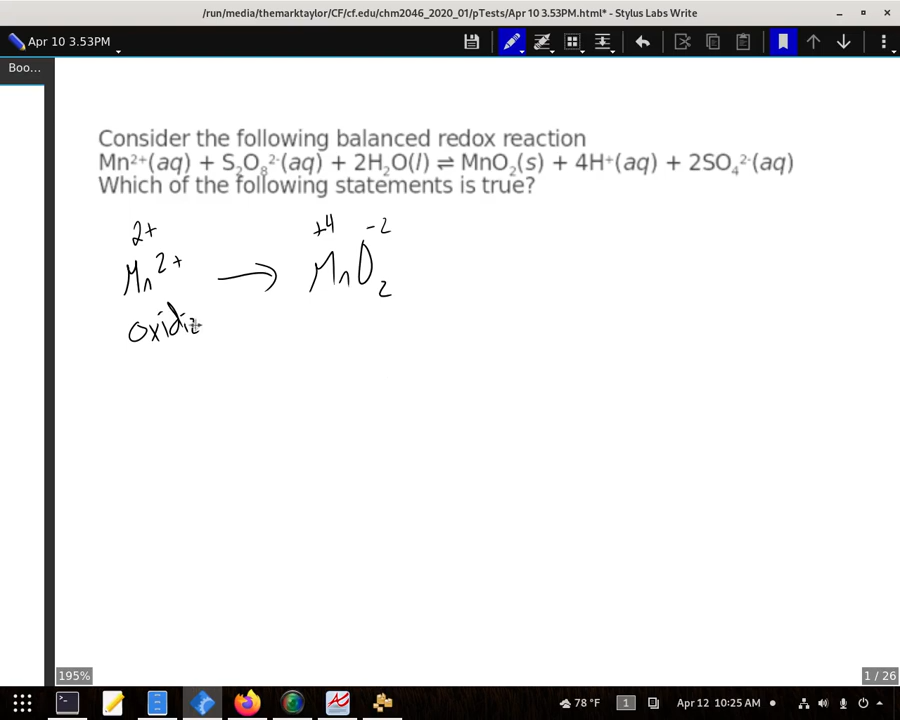 /run/media/themarktaylor/CF/cf.edu/chm2046_2020_01/pTests/Apr 10 3.53PM.html* - Stylus Labs Write
Apr 10 3.53PM
Boo...
Consider the following balanced redox reaction
Mn²⁺(aq) + S₂O₈²⁻(aq) + 2H₂O(l) ⇌ MnO₂(s) + 4H⁺(aq) + 2SO₄²⁻(aq)
Which of the following statements is true?
2+ +4 -2
Mn²⁺ → MnO₂
oxidiz
195%
1 / 26
78 °F 1 Apr 12 10:25 AM